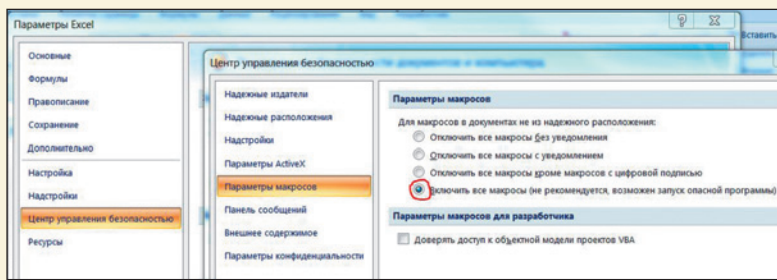 Параметры Excel
Вставить
Основные
Формулы
Правописание
Сохранение
Дополнительно
Настройка
Надстройки
Центр управления безопасностью
Ресурсы
Центр управления безопасностью
документов и компьютера
Надежные издатели
Надежные расположения
Надстройки
Параметры ActiveX
Параметры макросов
Панель сообщений
Внешнее содержимое
Параметры конфиденциальности
Параметры макросов
Для макросов в документах не из надежного расположения:
Отключить все макросы без уведомления
Отключить все макросы с уведомлением
Отключить все макросы кроме макросов с цифровой подписью
Включить все макросы (не рекомендуется, возможен запуск опасной программы)
Параметры макросов для разработчика
Доверять доступ к объектной модели проектов VBA